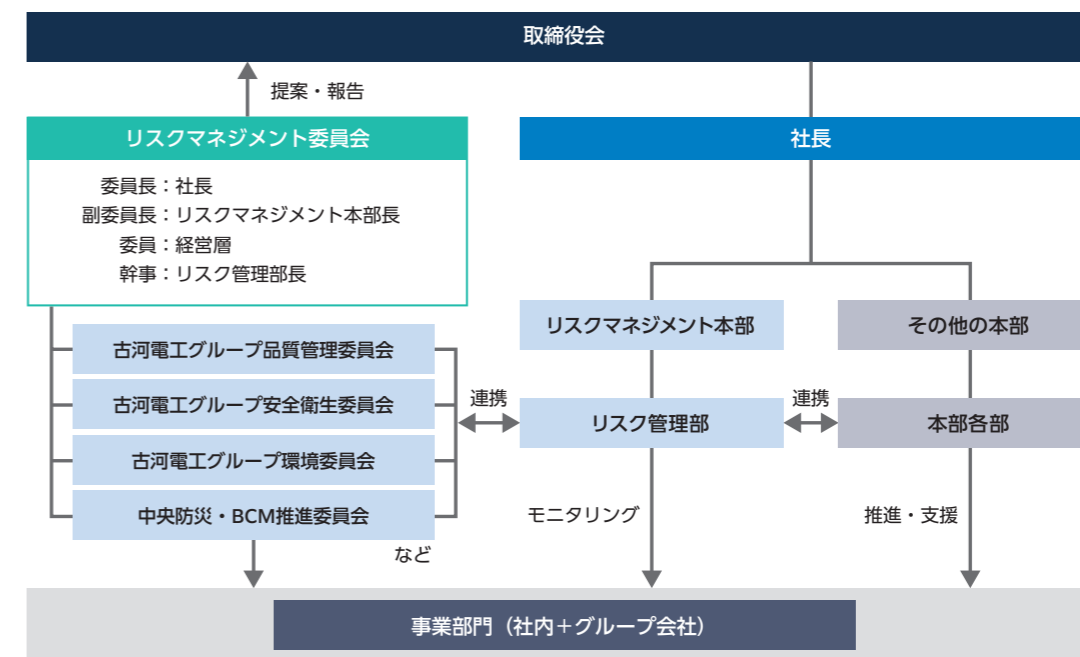 取締役会
提案・報告
リスクマネジメント委員会
委員長：社長
副委員長：リスクマネジメント本部長
委員：経営層
幹事：リスク管理部長
社長
リスクマネジメント本部
その他の本部
古河電工グループ品質管理委員会
古河電工グループ安全衛生委員会
古河電工グループ環境委員会
中央防災・BCM推進委員会
など
連携
リスク管理部
連携
本部各部
モニタリング
推進・支援
事業部門（社内＋グループ会社）